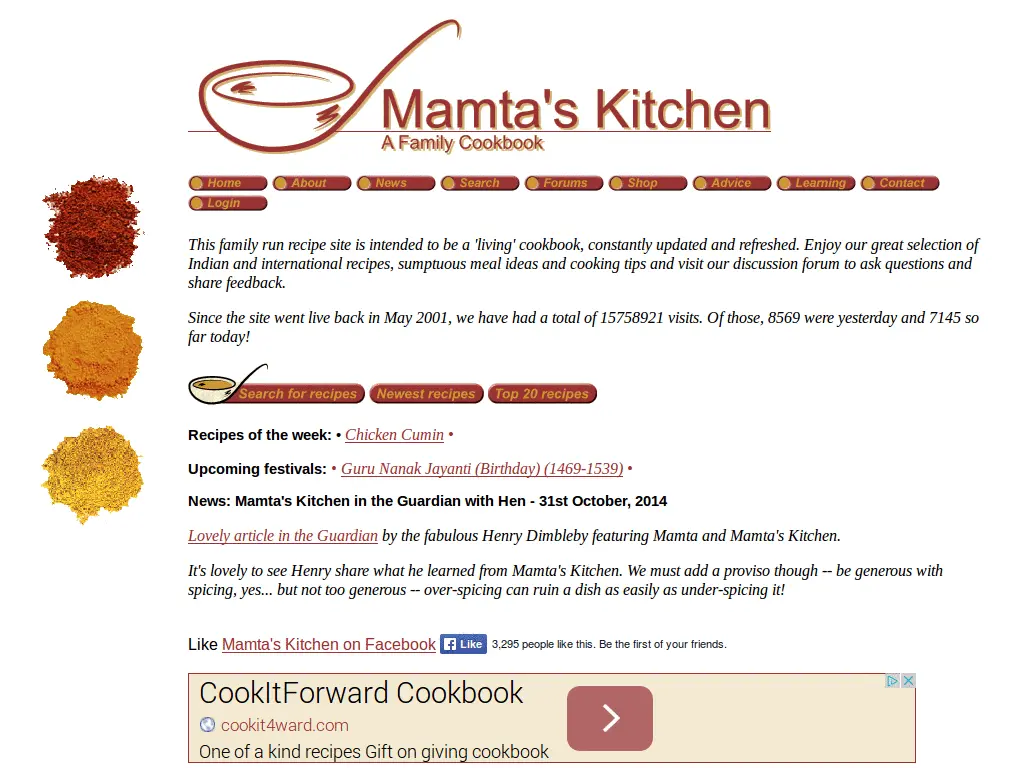 Mamta's Kitchen
A Family Cookbook
Home About News Search Forums Shop Advice Learning Contact
Login
This family run recipe site is intended to be a 'living' cookbook, constantly updated and refreshed. Enjoy our great selection of
Indian and international recipes, sumptuous meal ideas and cooking tips and visit our discussion forum to ask questions and
share feedback.
Since the site went live back in May 2001, we have had a total of 15758921 visits. Of those, 8569 were yesterday and 7145 so
far today!
Search for recipes Newest recipes Top 20 recipes
Recipes of the week: • Chicken Cumin •
Upcoming festivals: • Guru Nanak Jayanti (Birthday) (1469-1539) •
News: Mamta's Kitchen in the Guardian with Hen - 31st October, 2014
Lovely article in the Guardian by the fabulous Henry Dimbleby featuring Mamta and Mamta's Kitchen.
It's lovely to see Henry share what he learned from Mamta's Kitchen. We must add a proviso though -- be generous with
spicing, yes... but not too generous -- over-spicing can ruin a dish as easily as under-spicing it!
Like Mamta's Kitchen on Facebook Like 3,295 people like this. Be the first of your friends.
CookItForward Cookbook
cookit4ward.com
One of a kind recipes Gift on giving cookbook